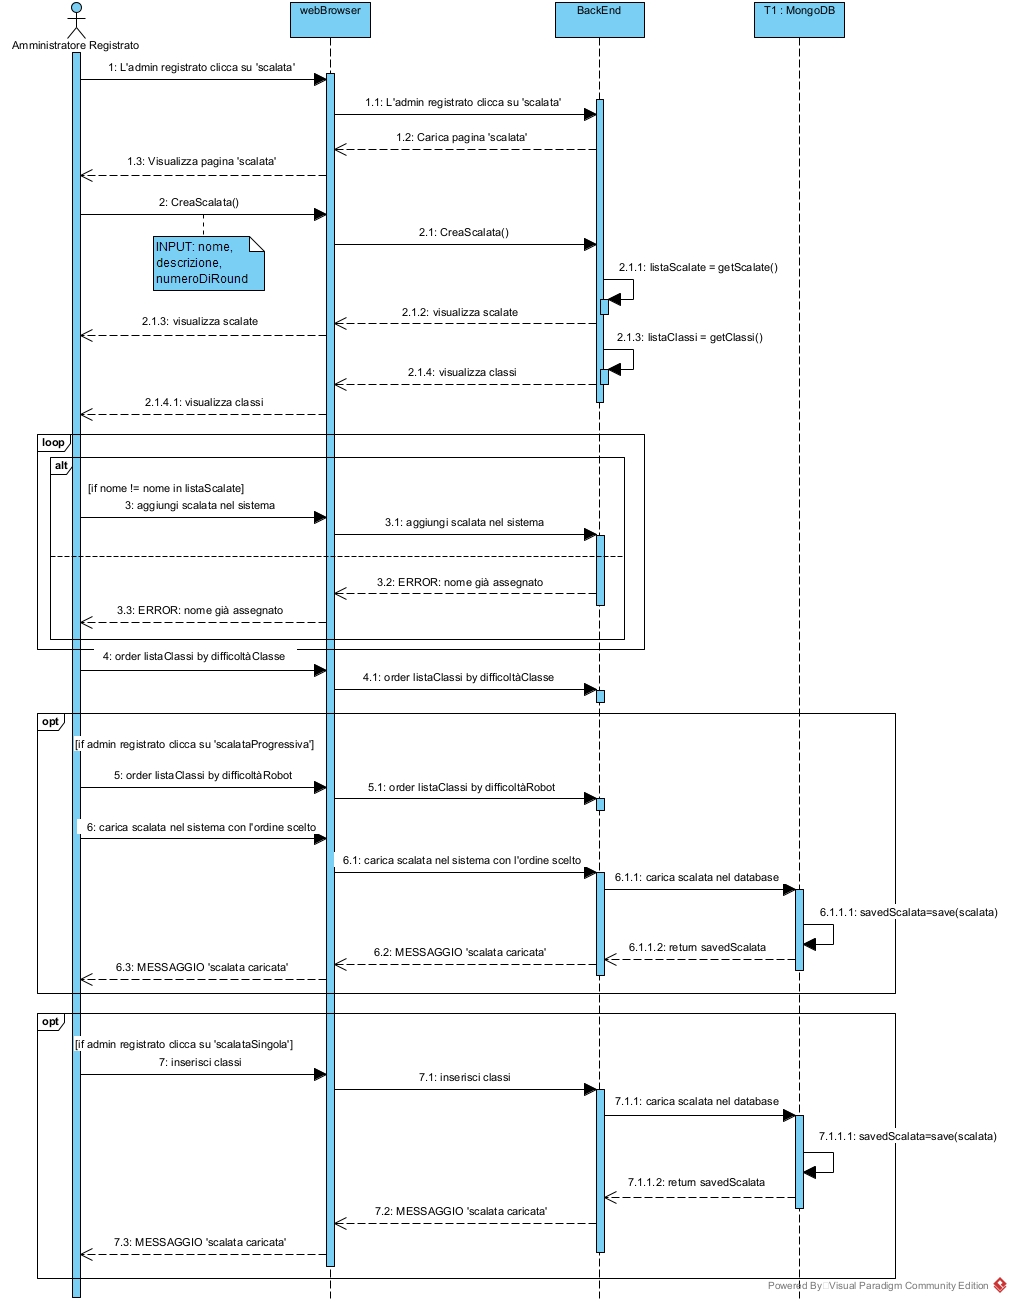 webBrowser
BackEnd
T1 : MongoDB
Amministratore Registrato
1: L'admin registrato clicca su 'scalata'
1.1: L'admin registrato clicca su 'scalata'
1.2: Carica pagina 'scalata'
1.3: Visualizza pagina 'scalata'
2: CreaScalata()
INPUT: nome,
descrizione,
numeroDiRound
2.1: CreaScalata()
2.1.1: listaScalate = getScalate()
2.1.2: visualizza scalate
2.1.3: visualizza scalate
2.1.3: listaClassi = getClassi()
2.1.4: visualizza classi
2.1.4.1: visualizza classi
loop
alt
[if nome != nome in listaScalate]
3: aggiungi scalata nel sistema
3.1: aggiungi scalata nel sistema
3.2: ERROR: nome già assegnato
3.3: ERROR: nome già assegnato
4: order listaClassi by difficoltàClasse
4.1: order listaClassi by difficoltàClasse
opt
[if admin registrato clicca su 'scalataProgressiva']
5: order listaClassi by difficoltàRobot
5.1: order listaClassi by difficoltàRobot
6: carica scalata nel sistema con l'ordine scelto
6.1: carica scalata nel sistema con l'ordine scelto
6.1.1: carica scalata nel database
6.1.1.1: savedScalata=save(scalata)
6.1.1.2: return savedScalata
6.2: MESSAGGIO 'scalata caricata'
6.3: MESSAGGIO 'scalata caricata'
opt
[if admin registrato clicca su 'scalataSingola']
7: inserisci classi
7.1: inserisci classi
7.1.1: carica scalata nel database
7.1.1.1: savedScalata=save(scalata)
7.1.1.2: return savedScalata
7.2: MESSAGGIO 'scalata caricata'
7.3: MESSAGGIO 'scalata caricata'
Powered By Visual Paradigm Community Edition